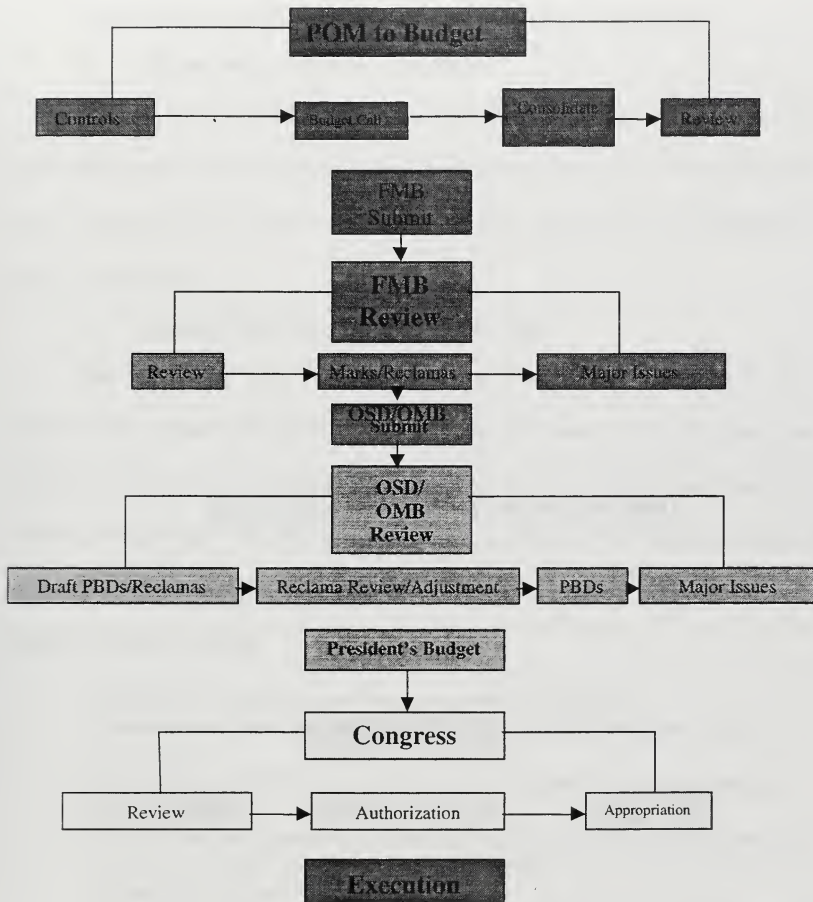 POM to Budget
Controls
Budget Call
Consolidate
Review
FMB
Submit
FMB
Review
Review
Marks/Reclamas
Major Issues
OSD/OMB
Submit
OSD/
OMB
Review
Draft PBDs/Reclamas
Reclama Review/Adjustment
PBDs
Major Issues
President's Budget
Congress
Review
Authorization
Appropriation
Execution